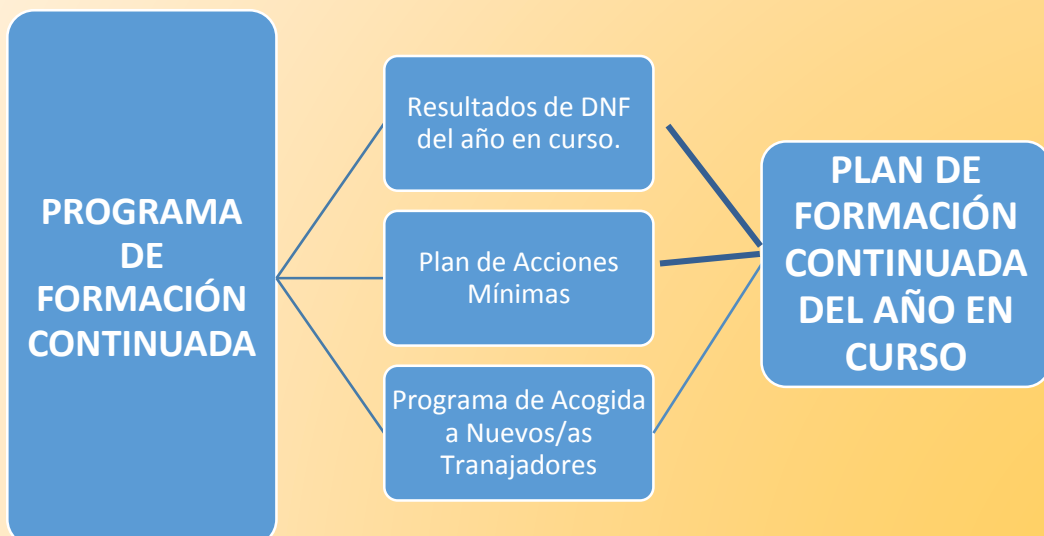 PROGRAMA
DE
FORMACIÓN
CONTINUADA
Resultados de DNF
del año en curso.
Plan de Acciones
Mínimas
Programa de Acogida
a Nuevos/as
Tranajadores
PLAN DE
FORMACIÓN
CONTINUADA
DEL AÑO EN
CURSO